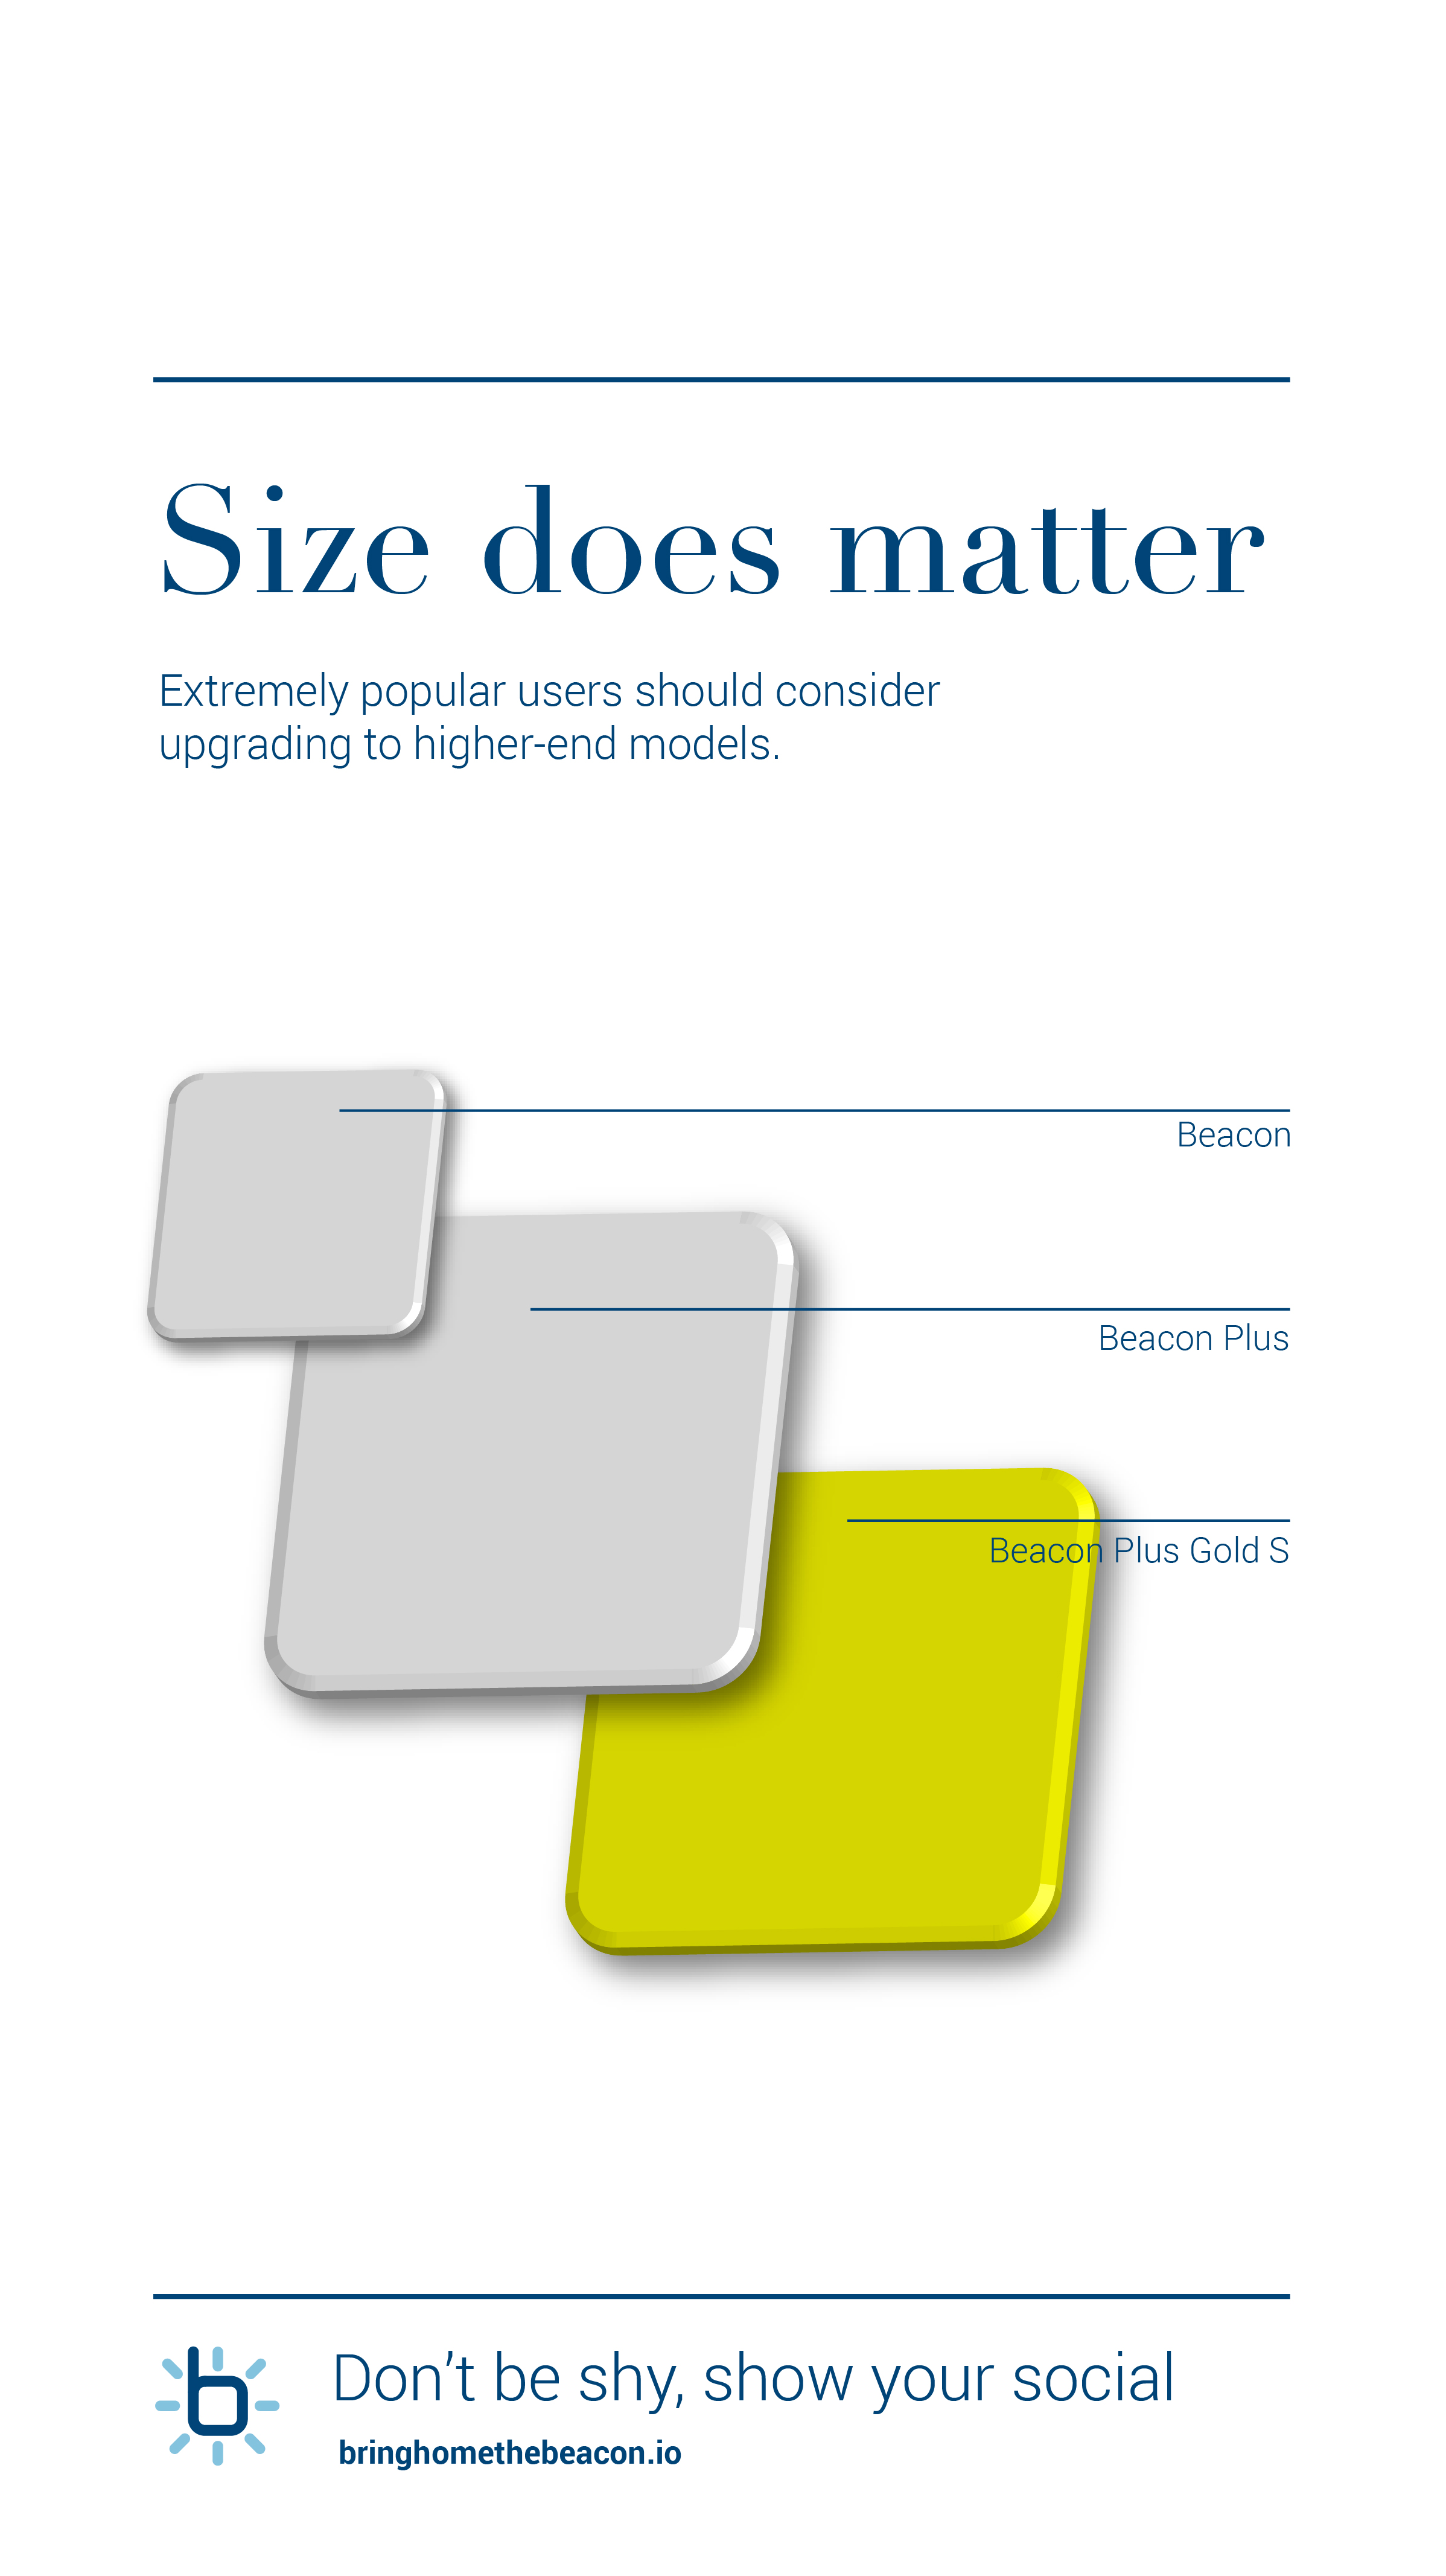 Size does matter
Extremely popular users should consider
upgrading to higher-end models.
Beacon
Beacon Plus
Beacon Plus Gold S
Don’t be shy, show your social
bringhomethebeacon.io